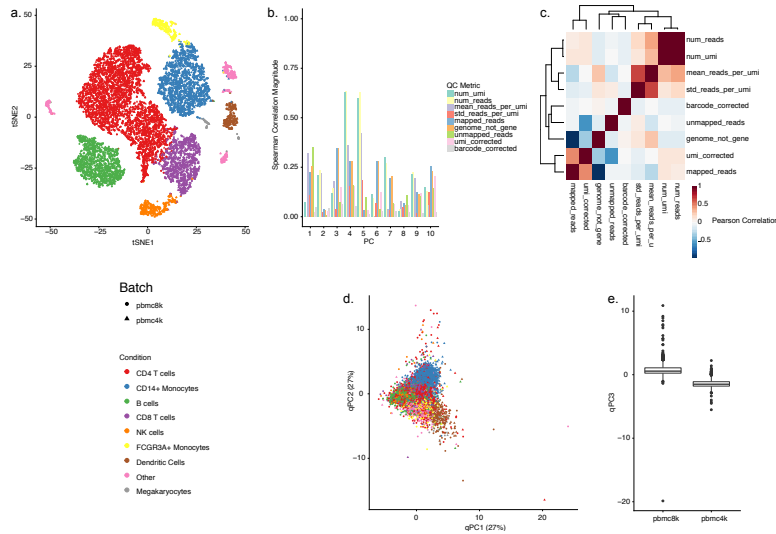 a.
50
25
0
−25
−50
tSNE2
−50
−25
0
25
50
tSNE1
b.
1.00
0.75
0.50
0.25
0.00
Spearman Correlation Magnitude
1 2 3 4 5 6 7 8 9 10
PC
QC Metric
num_umi
num_reads
mean_reads_per_umi
std_reads_per_umi
mapped_reads
genome_not_gene
unmapped_reads
umi_corrected
barcode_corrected
c.
num_reads
num_umi
mean_reads_per_umi
std_reads_per_umi
barcode_corrected
unmapped_reads
genome_not_gene
umi_corrected
mapped_reads
mapped_reads
umi_corrected
genome_not_gene
unmapped_reads
barcode_corrected
std_reads_per_umi
mean_reads_per_u
num_umi
num_reads
1
0.5
0
−0.5
Pearson Correlation
Batch
pbmc8k
pbmc4k
Condition
CD4 T cells
CD14+ Monocytes
B cells
CD8 T cells
NK cells
FCGR3A+ Monocytes
Dendritic Cells
Other
Megakaryocytes
d.
10
0
−10
qPC2 (27%)
0
10
20
qPC1 (27%)
e.
10
0
−10
−20
qPC3
pbmc8k
pbmc4k